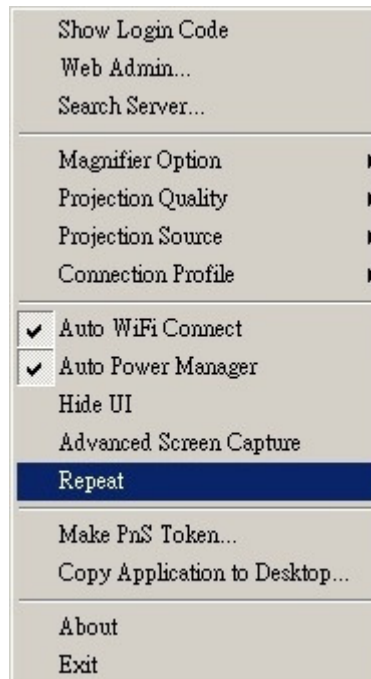 Show Login Code
Web Admin...
Search Server...
Magnifier Option
Projection Quality
Projection Source
Connection Profile
Auto WiFi Connect
Auto Power Manager
Hide UI
Advanced Screen Capture
Repeat
Make PnS Token...
Copy Application to Desktop...
About
Exit